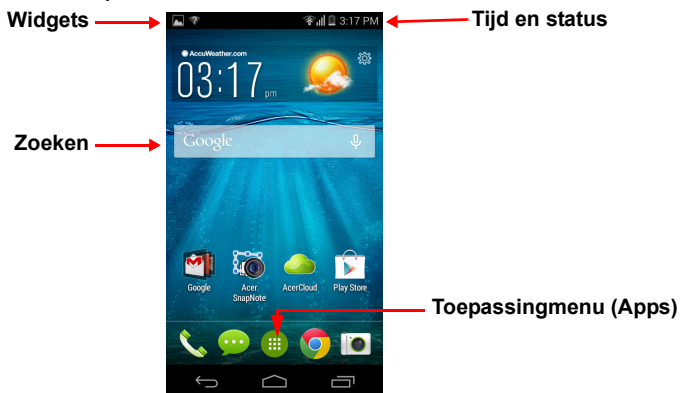 Widgets
3:17 PM
Tijd en status
AccuWeather.com
03:17 pm
Zoeken
Google
Google
Acer SnapNote
AcerCloud
Play Store
Toepassingmenu (Apps)